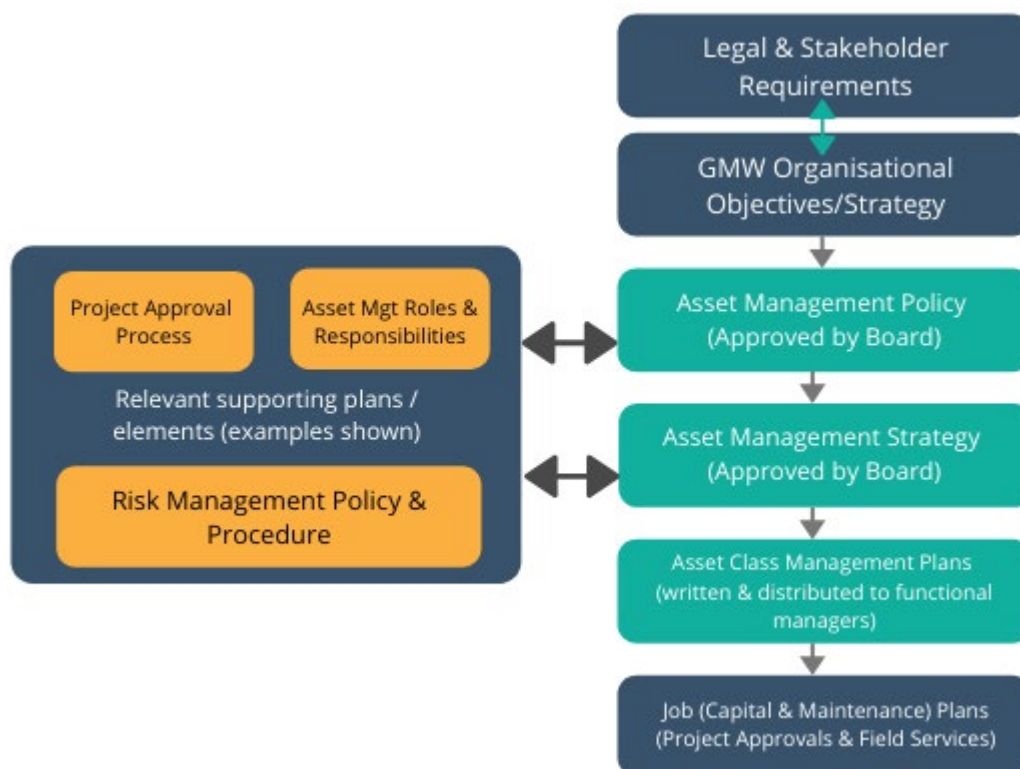 Legal & Stakeholder
Requirements
GMW Organisational
Objectives/Strategy
Project Approval
Process
Asset Mgt Roles &
Responsibilities
Relevant supporting plans /
elements (examples shown)
Risk Management Policy &
Procedure
Asset Management Policy
(Approved by Board)
Asset Management Strategy
(Approved by Board)
Asset Class Management Plans
(written & distributed to functional
managers)
Job (Capital & Maintenance) Plans
(Project Approvals & Field Services)